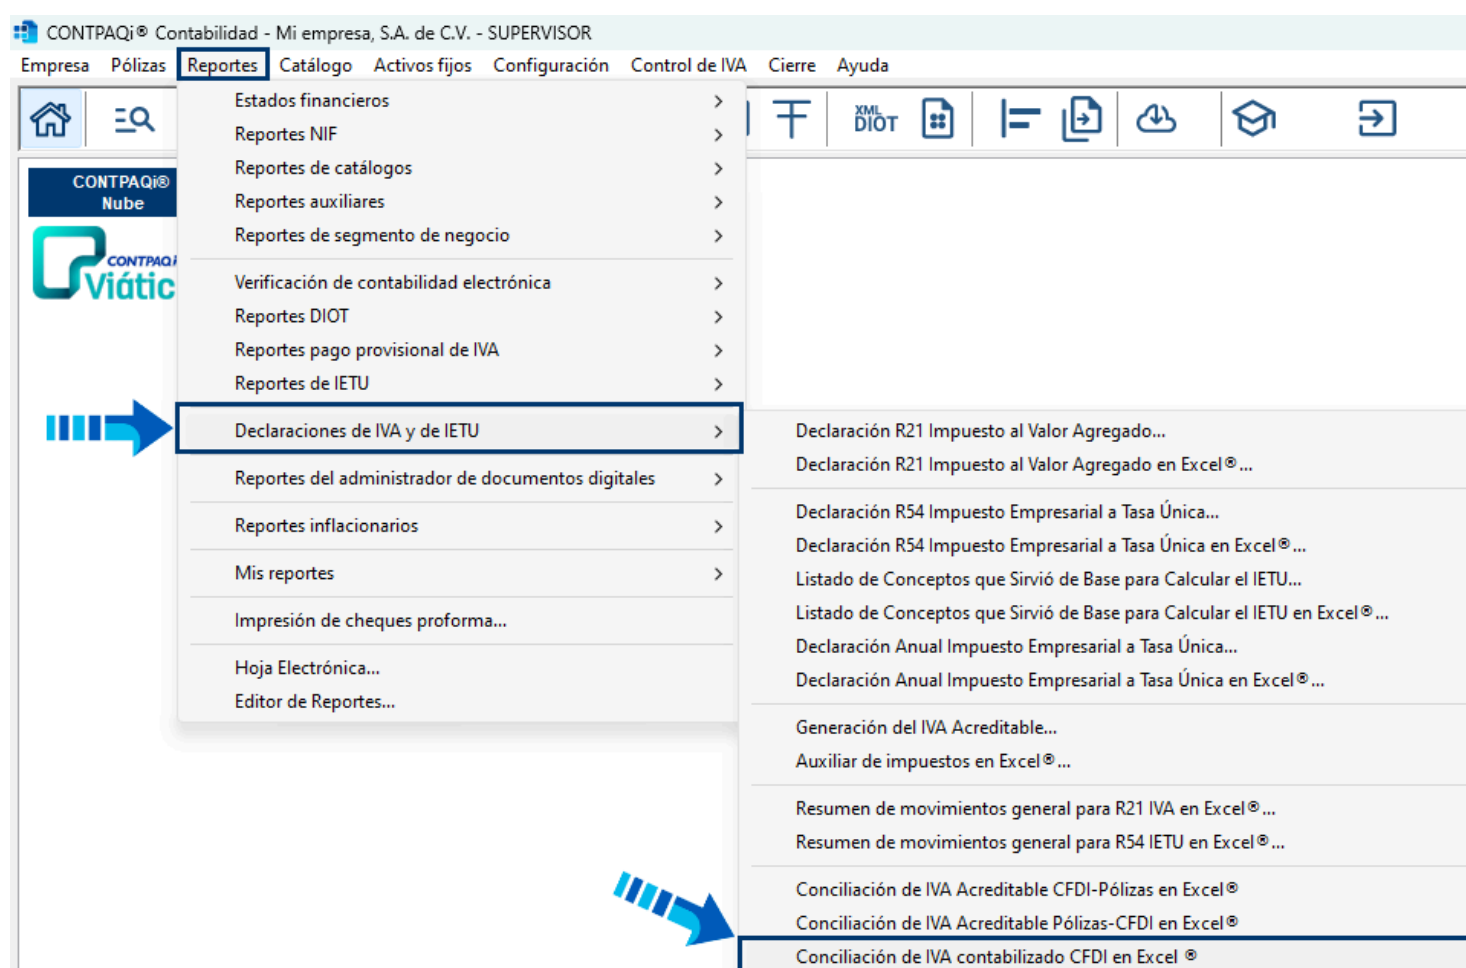 CONTPAQi® Contabilidad - Mi empresa, S.A. de C.V. - SUPERVISOR
Empresa Pólizas Reportes Catálogo Activos fijos Configuración Control de IVA Cierre Ayuda
XML
DIOT
CONTPAQi®
Nube
CONTPAQi
Viátic
Estados financieros
Reportes NIF
Reportes de catálogos
Reportes auxiliares
Reportes de segmento de negocio
Verificación de contabilidad electrónica
Reportes DIOT
Reportes pago provisional de IVA
Reportes de IETU
Declaraciones de IVA y de IETU
Reportes del administrador de documentos digitales
Reportes inflacionarios
Mis reportes
Impresión de cheques proforma...
Hoja Electrónica...
Editor de Reportes...
Declaración R21 Impuesto al Valor Agregado...
Declaración R21 Impuesto al Valor Agregado en Excel®...
Declaración R54 Impuesto Empresarial a Tasa Única...
Declaración R54 Impuesto Empresarial a Tasa Única en Excel®...
Listado de Conceptos que Sirvió de Base para Calcular el IETU...
Listado de Conceptos que Sirvió de Base para Calcular el IETU en Excel®...
Declaración Anual Impuesto Empresarial a Tasa Única...
Declaración Anual Impuesto Empresarial a Tasa Única en Excel®...
Generación del IVA Acreditable...
Auxiliar de impuestos en Excel®...
Resumen de movimientos general para R21 IVA en Excel®...
Resumen de movimientos general para R54 IETU en Excel®...
Conciliación de IVA Acreditable CFDI-Pólizas en Excel®
Conciliación de IVA Acreditable Pólizas-CFDI en Excel®
Conciliación de IVA contabilizado CFDI en Excel ®